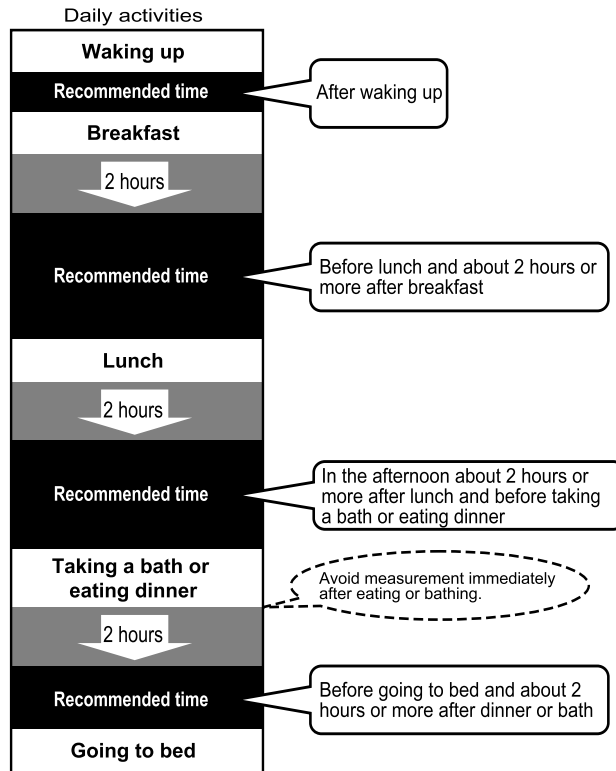 Daily activities
Waking up
Recommended time
After waking up
Breakfast
2 hours
Recommended time
Before lunch and about 2 hours or
more after breakfast
Lunch
2 hours
Recommended time
In the afternoon about 2 hours or
more after lunch and before taking
a bath or eating dinner
Taking a bath or
eating dinner
Avoid measurement immediately
after eating or bathing.
2 hours
Recommended time
Before going to bed and about 2
hours or more after dinner or bath
Going to bed